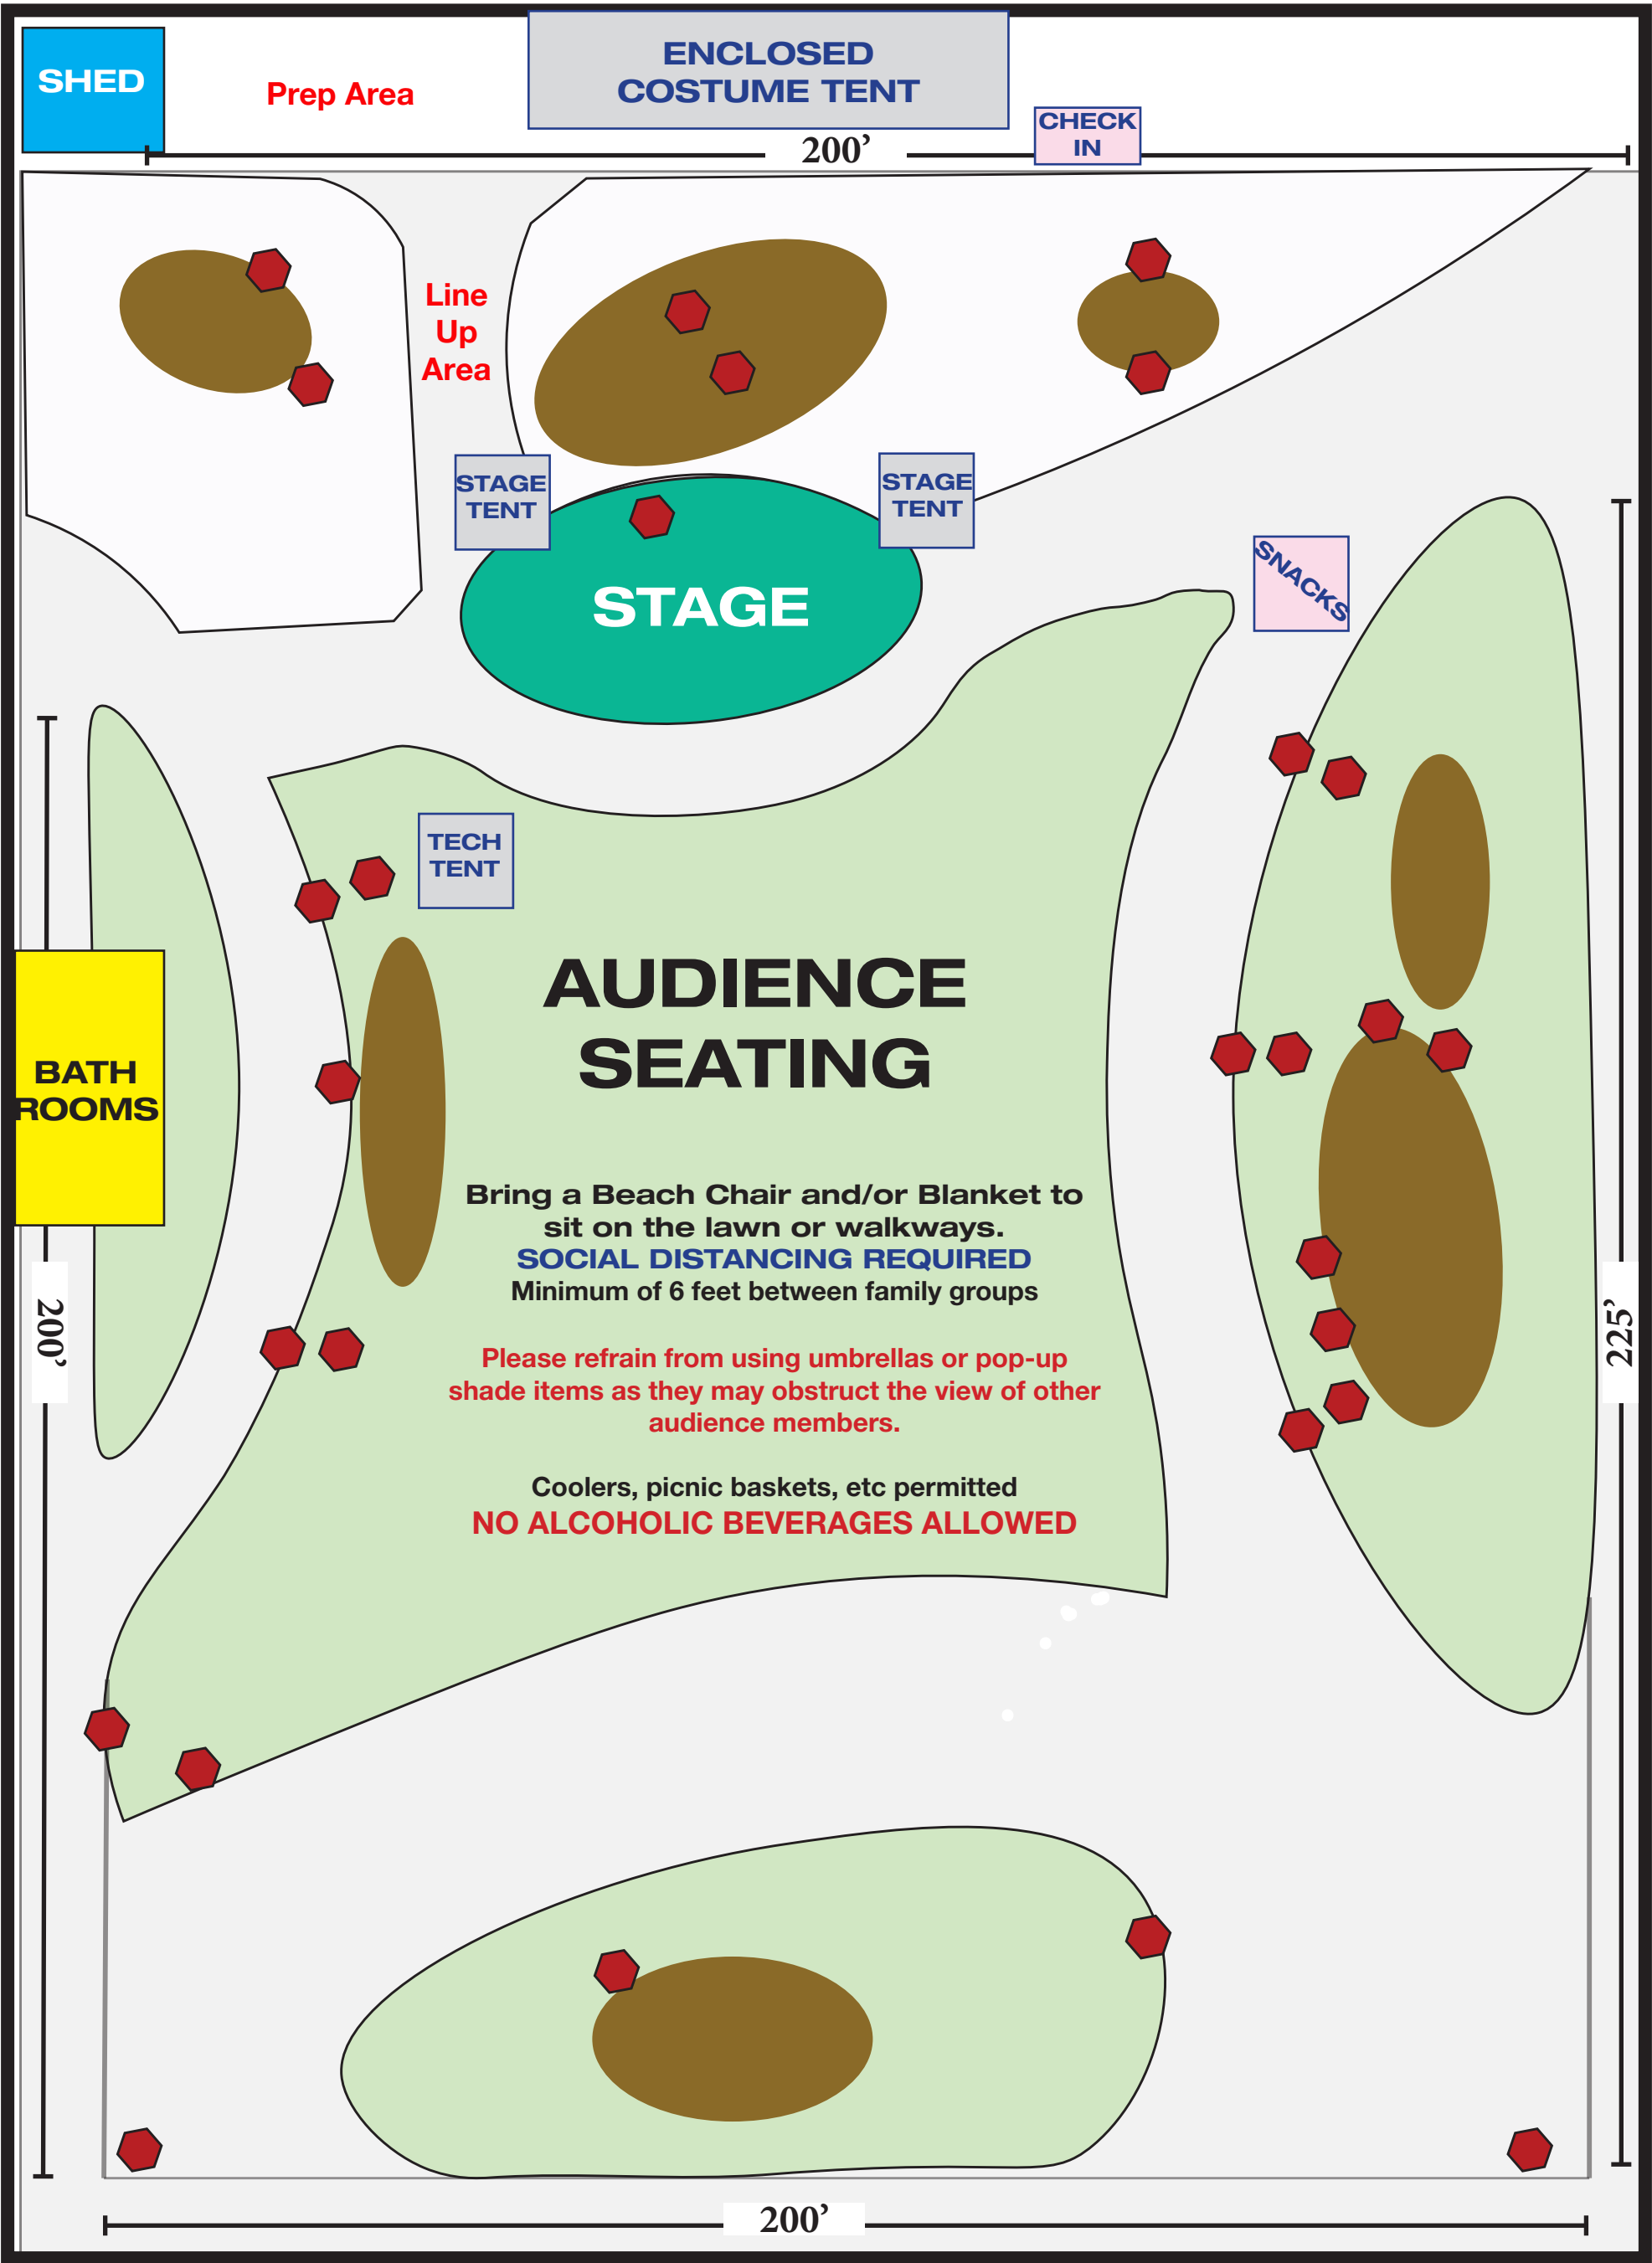 SHED
Prep Area
ENCLOSED
COSTUME TENT
CHECK
IN
200’
Line
Up
Area
STAGE
TENT
STAGE
TENT
STAGE
SNACKS
TECH
TENT
AUDIENCE
SEATING
BATH
ROOMS
Bring a Beach Chair and/or Blanket to
sit on the lawn or walkways.
SOCIAL DISTANCING REQUIRED
Minimum of 6 feet between family groups
Please refrain from using umbrellas or pop-up
shade items as they may obstruct the view of other
audience members.
Coolers, picnic baskets, etc permitted
NO ALCOHOLIC BEVERAGES ALLOWED
200’
225’
200’